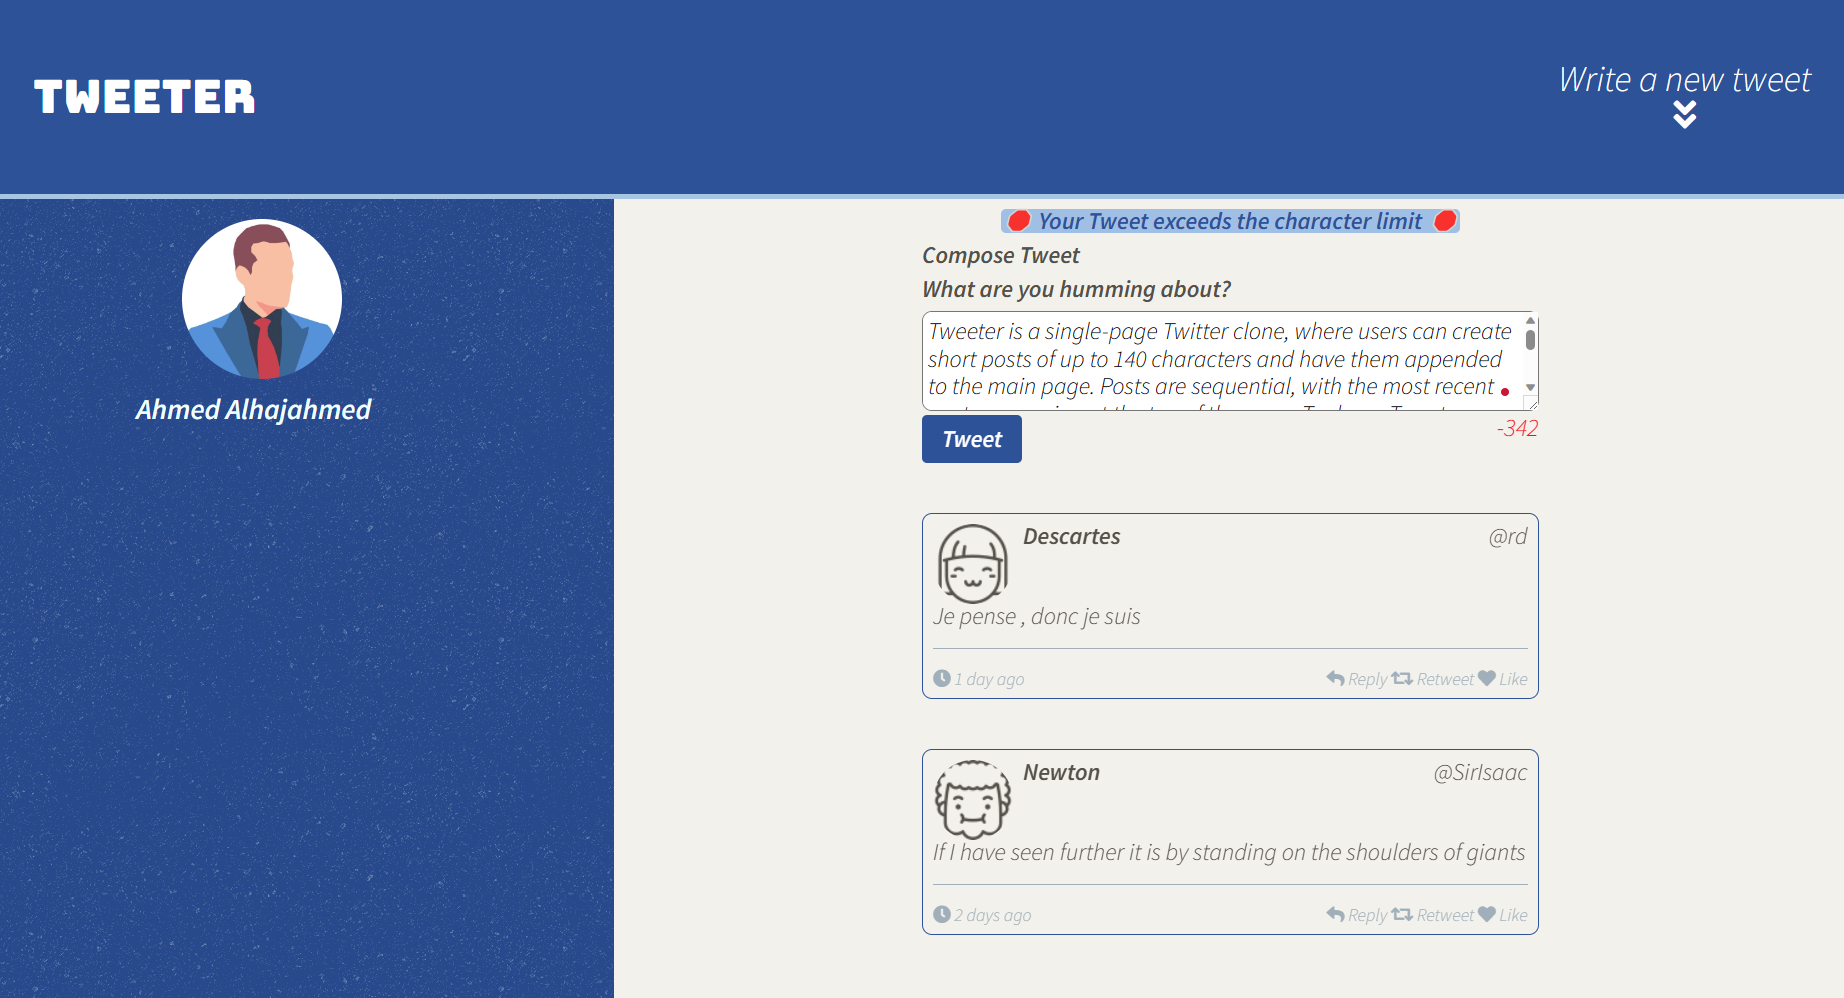 TWEETER
Write a new tweet
Ahmed Alhajahmed
Your Tweet exceeds the character limit
Compose Tweet
What are you humming about?
Tweeter is a single-page Twitter clone, where users can create
short posts of up to 140 characters and have them appended
to the main page. Posts are sequential, with the most recent
Tweet
-342
Descartes
@rd
Je pense , donc je suis
1 day ago
Reply Retweet Like
Newton
@SirIsaac
If I have seen further it is by standing on the shoulders of giants
2 days ago
Reply Retweet Like